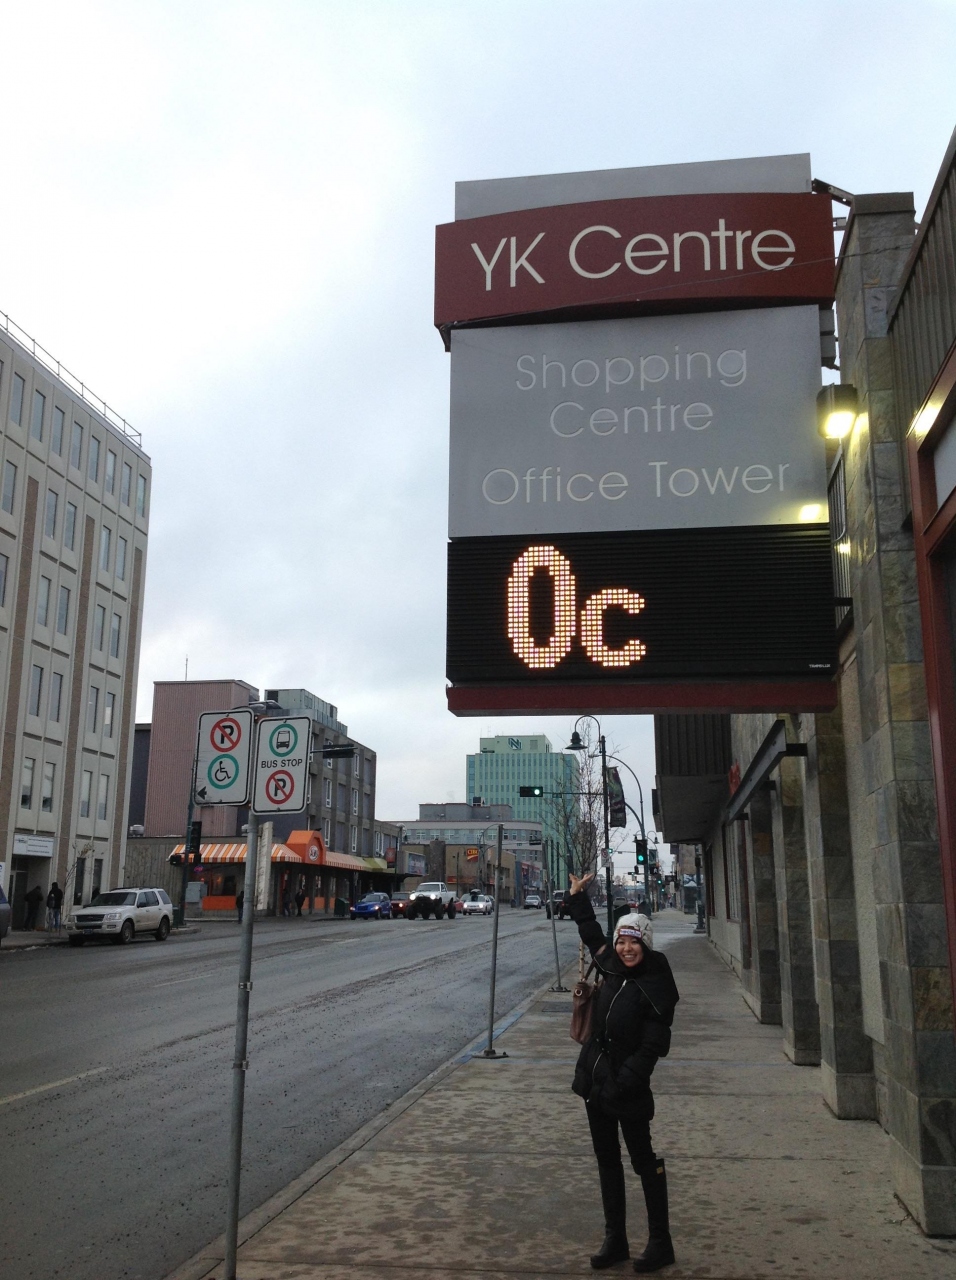 YK Centre
Shopping
Centre
Office Tower
0c
P
BUS STOP
P